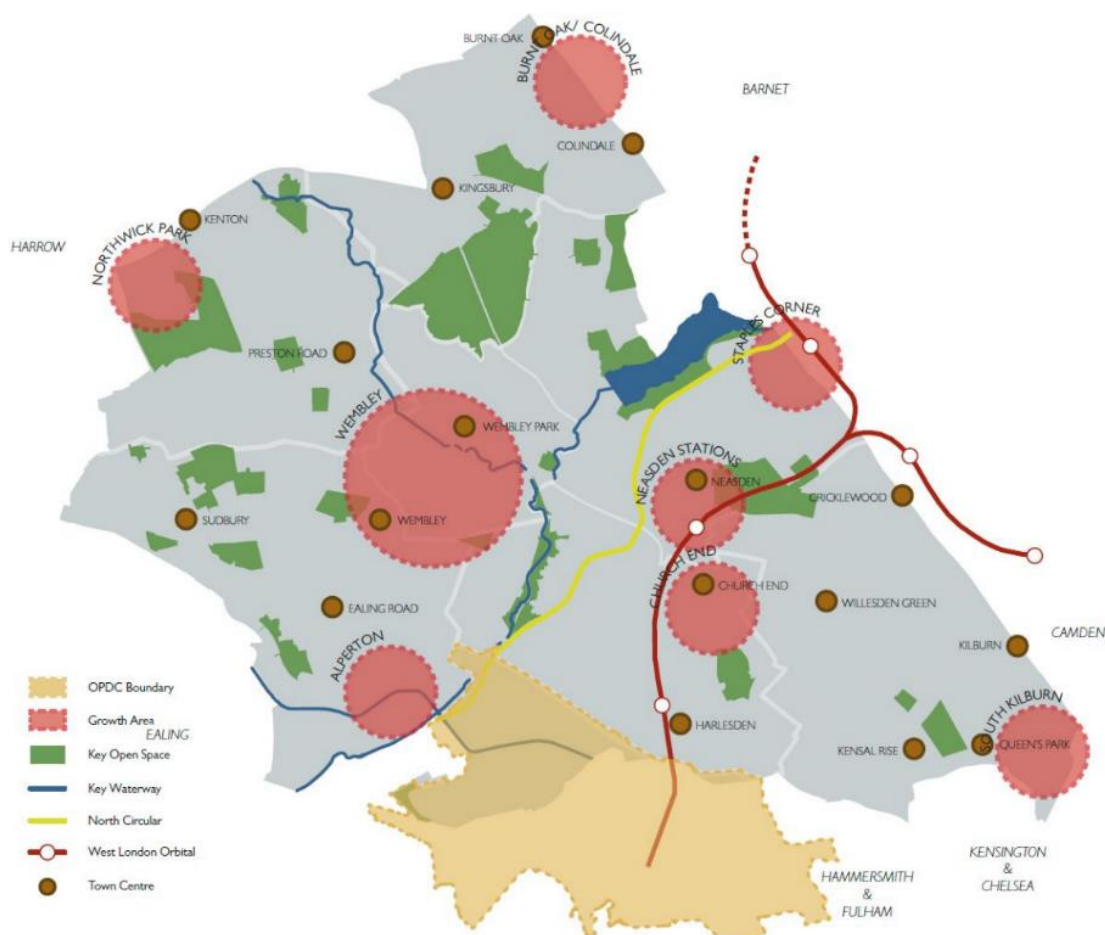 BURNT OAK
BURNT OAK/ COLINDALE
BARNET
COLINDALE
KINGSBURY
KENTON
HARROW
NORTHWICK PARK
STAPLES CORNER
PRESTON ROAD
WEMBLEY
WEMBLEY PARK
NEASDEN STATIONS
NEASDEN
CRICKLEWOOD
SUDBURY
WEMBLEY
CHURCH END
CHURCH END
EALING ROAD
WILLESDEN GREEN
ALPERTON
KILBURN
CAMDEN
OPDC Boundary
Growth Area
EALING
Key Open Space
Key Waterway
North Circular
West London Orbital
Town Centre
HARLESDEN
SOUTH KILBURN
KENSAL RISE
QUEEN'S PARK
HAMMERSMITH
&
FULHAM
KENSINGTON
&
CHELSEA